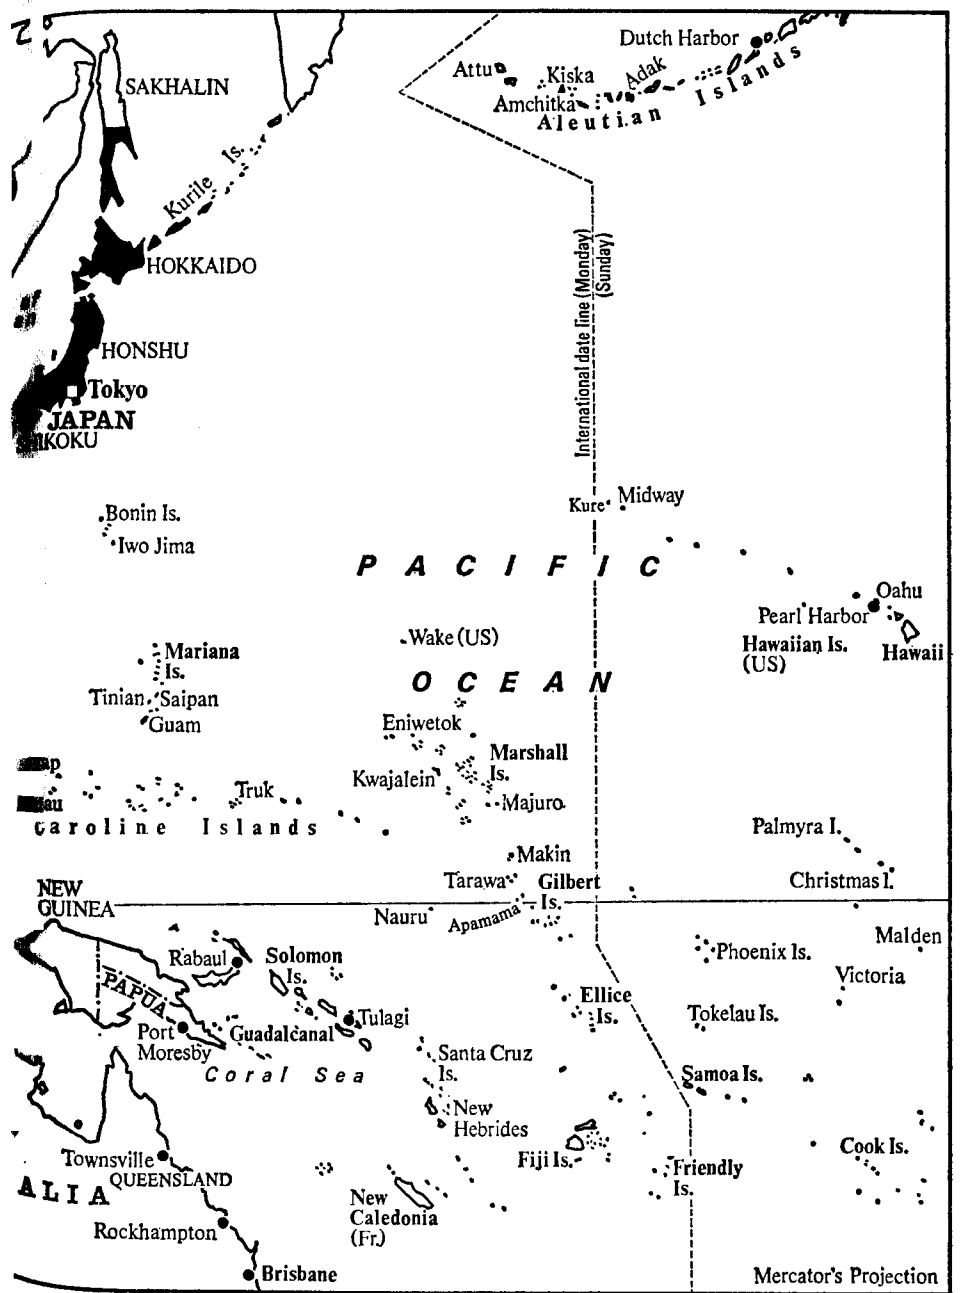 Dutch Harbor
Attu
Kiska
Adak
Amchitka
Aleutian Islands
SAKHALIN
Kurile Is.
HOKKAIDO
International date line (Monday)
(Sunday)
HONSHU
Tokyo
JAPAN
SHIKOKU
Kure
Midway
Bonin Is.
Iwo Jima
PACIFIC
Oahu
Pearl Harbor
Hawaiian Is.
(US)
Hawaii
Wake (US)
Mariana
Is.
OCEAN
Tinian
Saipan
Guam
Eniwetok
Marshall
Is.
Kwajalein
Majuro
Truk
Caroline Islands
Palmyra I.
Makin
Tarawa
Gilbert
Is.
Christmas I.
NEW
GUINEA
Nauru
Apamama
Rabaul
Solomon
Is.
Phoenix Is.
Malden
Victoria
PAPUA
Ellice
Is.
Tokelau Is.
Port
Moresby
Guadalcanal
Tulagi
Coral Sea
Santa Cruz
Is.
Samoa Is.
New
Hebrides
Townsville
QUEENSLAND
Fiji Is.
Friendly
Is.
Cook Is.
ALIA
New
Caledonia
(Fr.)
Rockhampton
Brisbane
Mercator's Projection